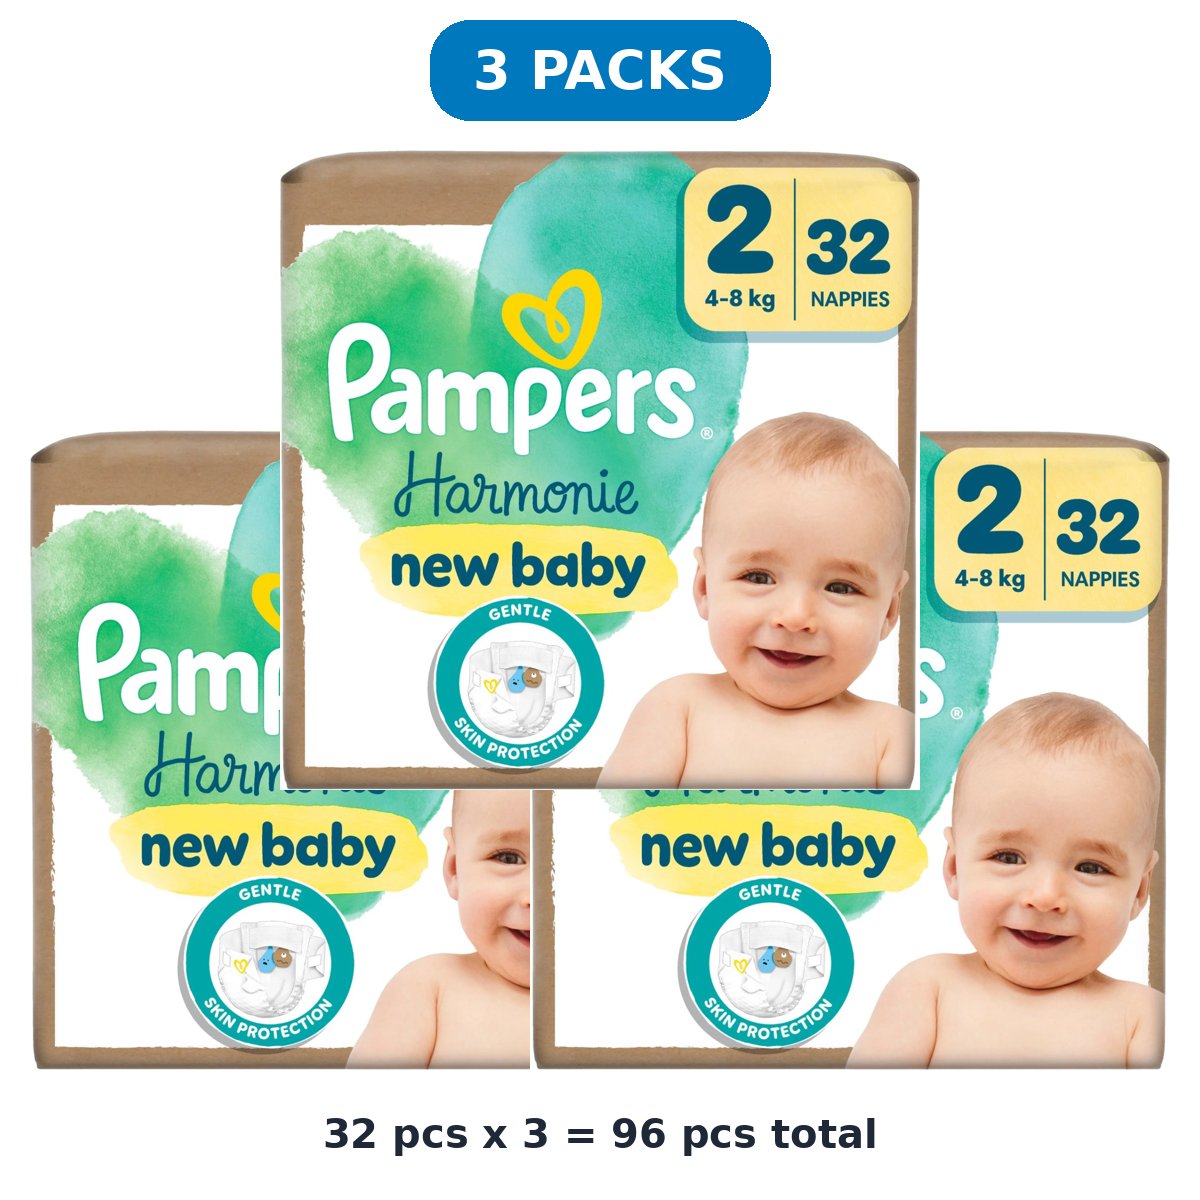 3 PACKS
2
4-8 kg
32
NAPPIES
Pampers®
Harmonie
new baby
GENTLE
SKIN PROTECTION
2
4-8 kg
32
NAPPIES
Pamp
Harm
new baby
GENTLE
SKIN PROTECTION
s®
new baby
GENTLE
SKIN PROTECTION
32 pcs x 3 = 96 pcs total